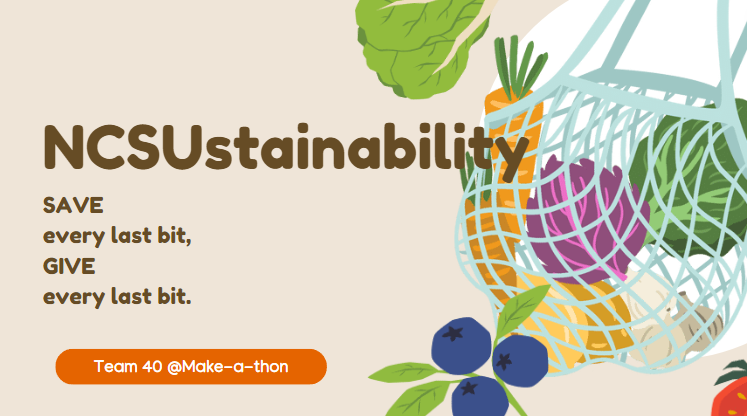 NCSUstainability
SAVE
every last bit,
GIVE
every last bit.
Team 40 @Make-a-thon